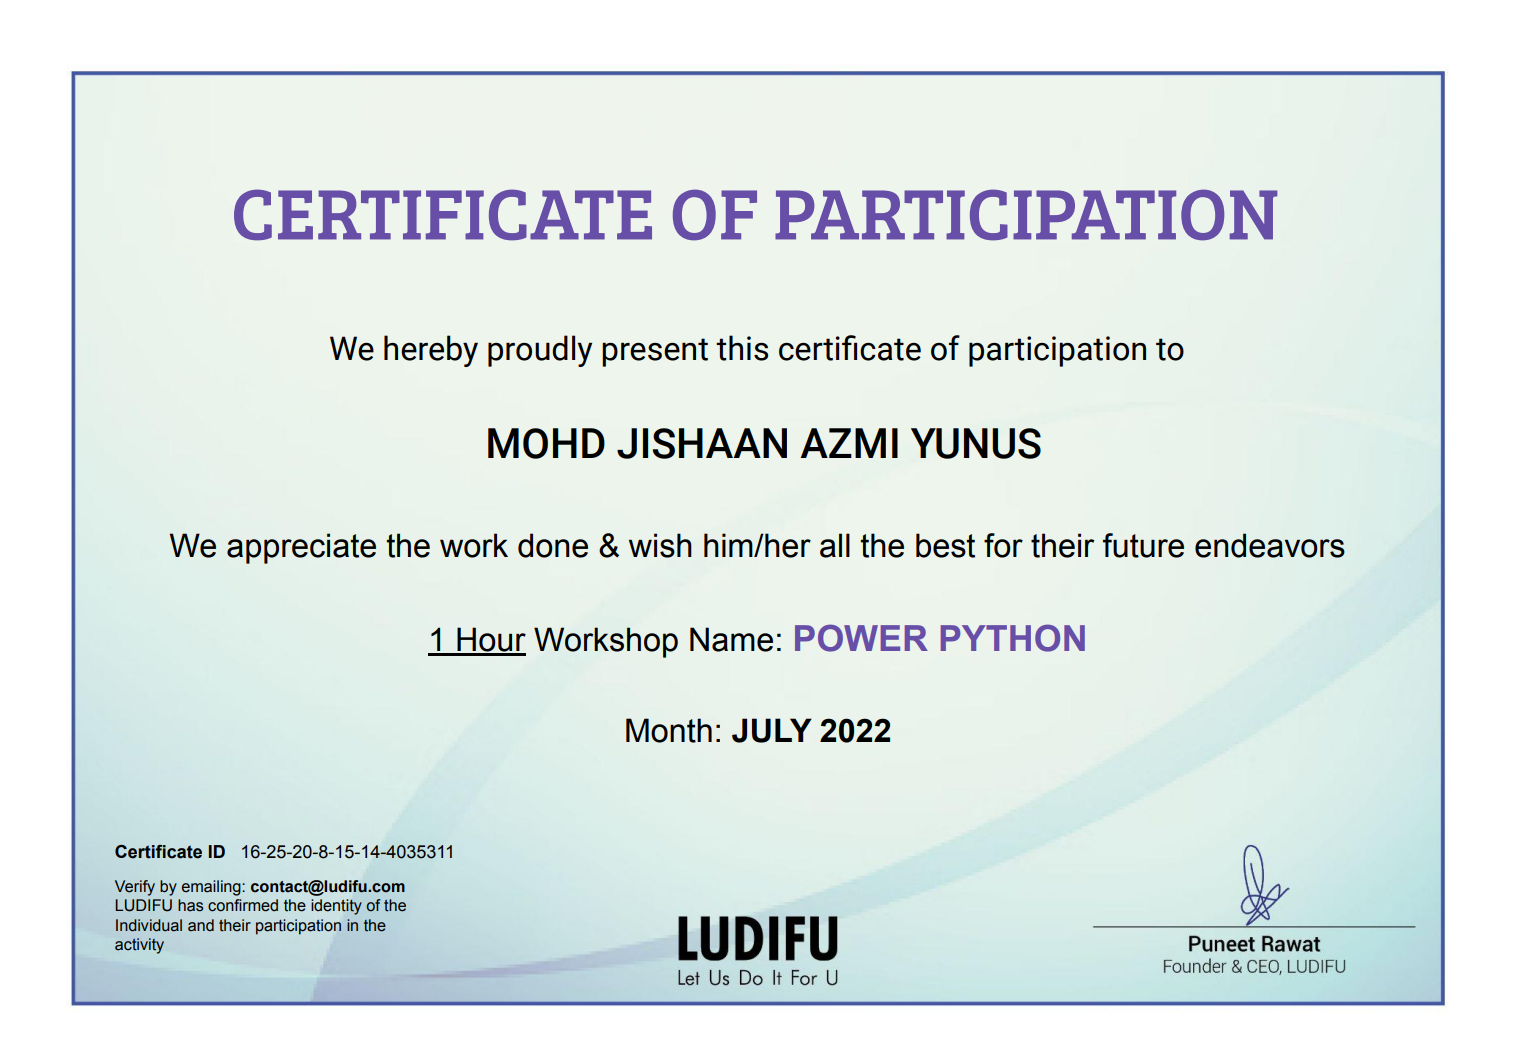 CERTIFICATE OF PARTICIPATION
We hereby proudly present this certificate of participation to
MOHD JISHAAN AZMI YUNUS
We appreciate the work done & wish him/her all the best for their future endeavors
1 Hour Workshop Name: POWER PYTHON
Month: JULY 2022
Certificate ID 16-25-20-8-15-14-4035311
Verify by emailing: contact@ludifu.com
LUDIFU has confirmed the identity of the
Individual and their participation in the
activity
LUDIFU
Let Us Do It For U
Puneet Rawat
Founder & CEO, LUDIFU